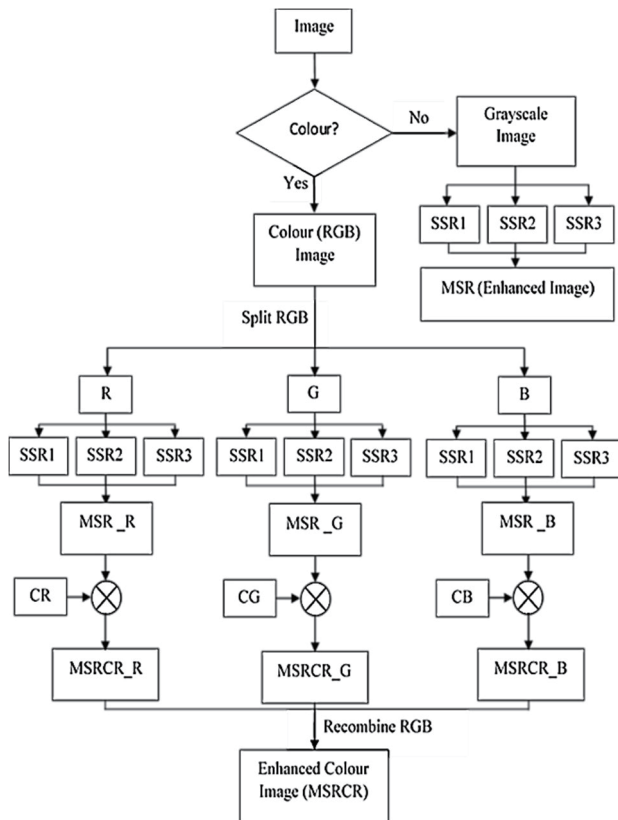 Image
Colour?
No
Grayscale
Image
Yes
SSR1 SSR2 SSR3
Colour (RGB)
Image
MSR (Enhanced Image)
Split RGB
R G B
SSR1 SSR2 SSR3 SSR1 SSR2 SSR3 SSR1 SSR2 SSR3
MSR _R MSR _G MSR _B
CR CG CB
MSRCR_R MSRCR_G MSRCR_B
Recombine RGB
Enhanced Colour
Image (MSRCR)